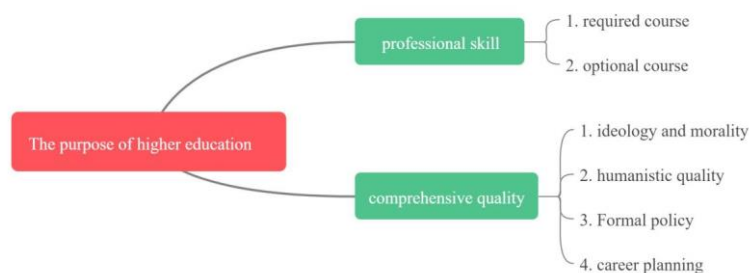 The purpose of higher education
professional skill
1. required course
2. optional course
comprehensive quality
1. ideology and morality
2. humanistic quality
3. Formal policy
4. career planning